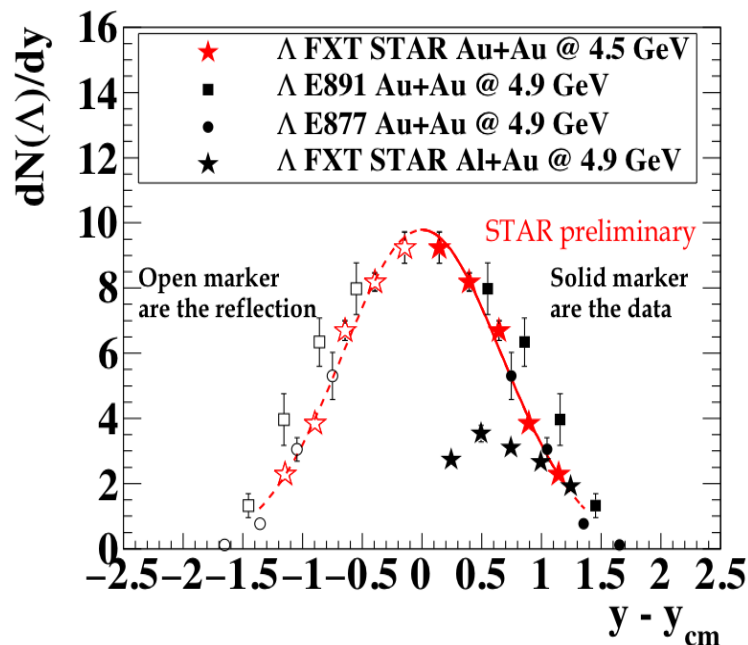 dN(Λ)/dy
16
14
12
10
8
6
4
2
0
Λ FXT STAR Au+Au @ 4.5 GeV
Λ E891 Au+Au @ 4.9 GeV
Λ E877 Au+Au @ 4.9 GeV
Λ FXT STAR Al+Au @ 4.9 GeV
STAR preliminary
Open marker
are the reflection
Solid marker
are the data
−2.5 −2 −1.5 −1 −0.5 0 0.5 1 1.5 2 2.5
y - ycm